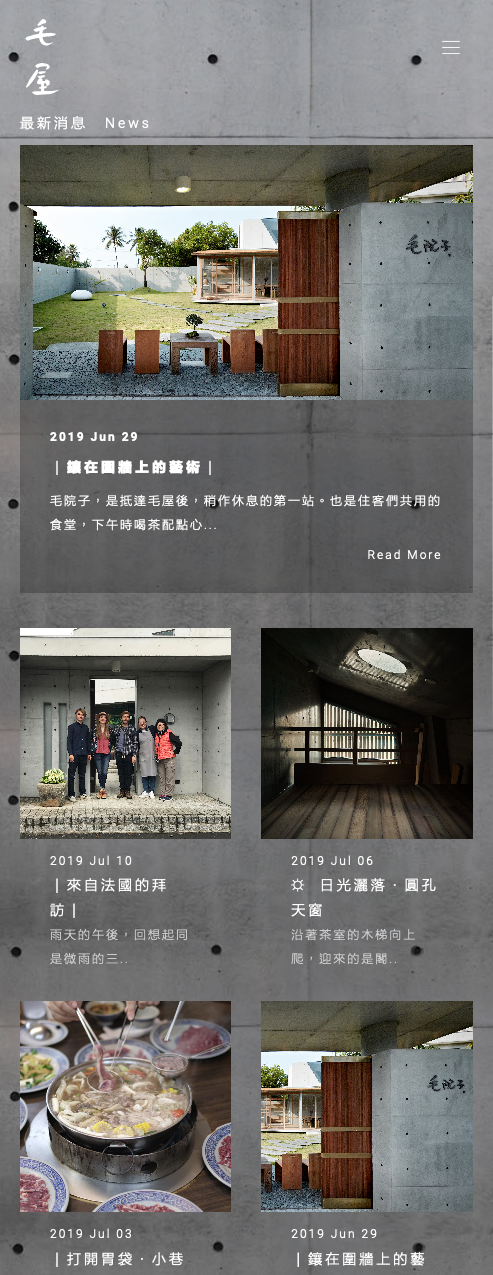 毛
屋
最新消息 News
毛院子
2019 Jun 29
｜鑲在圍牆上的藝術｜
毛院子，是抵達毛屋後，稍作休息的第一站。也是住客們共用的
食堂，下午時喝茶配點心...
Read More
2019 Jul 10
｜來自法國的拜
訪｜
雨天的午後，回想起同
是微雨的三..
2019 Jul 06
☼ 日光灑落．圓孔
天窗
沿著茶室的木梯向上
爬，迎來的是閣..
毛院子
2019 Jul 03
｜打開胃袋．小巷
2019 Jun 29
｜鑲在圍牆上的藝